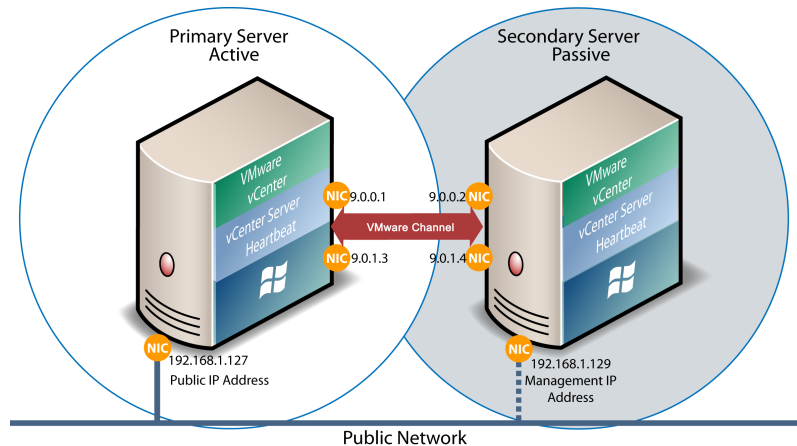 Primary Server
Active
Secondary Server
Passive
VMware
vCenter
vCenter Server
Heartbeat
VMware
vCenter
vCenter Server
Heartbeat
NIC 9.0.0.1
9.0.0.2 NIC
VMware Channel
NIC 9.0.1.3
9.0.1.4 NIC
NIC
192.168.1.127
Public IP Address
NIC
192.168.1.129
Management IP
Address
Public Network